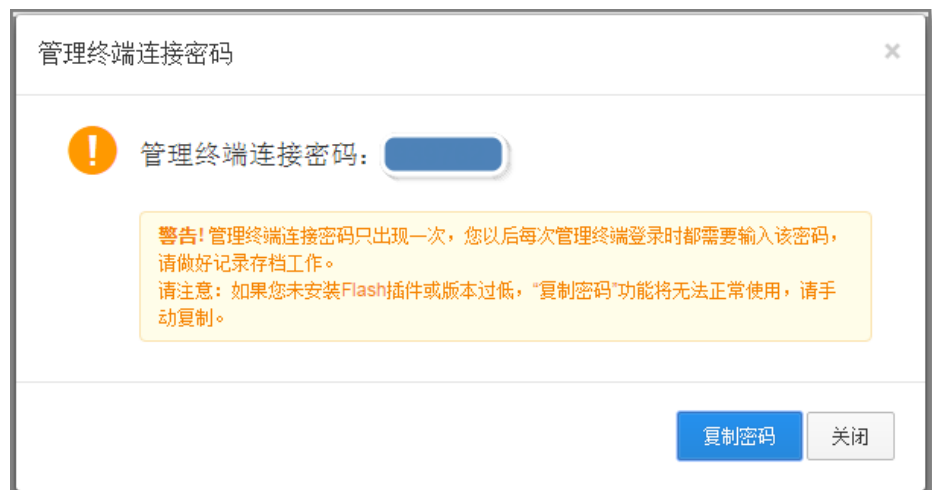 管理终端连接密码
×
管理终端连接密码：
警告! 管理终端连接密码只出现一次，您以后每次管理终端登录时都需要输入该密码，
请做好记录存档工作。
请注意：如果您未安装Flash插件或版本过低，“复制密码”功能将无法正常使用，请手
动复制。
复制密码 关闭